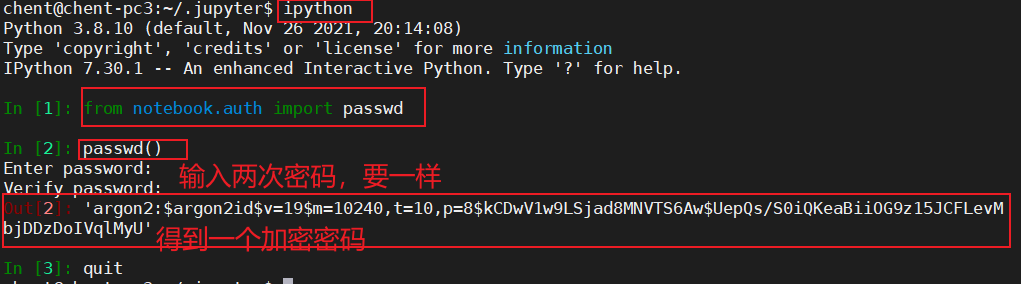 chent@chent-pc3:~/.jupyter$ ipython
Python 3.8.10 (default, Nov 26 2021, 20:14:08)
Type 'copyright', 'credits' or 'license' for more information
IPython 7.30.1 -- An enhanced Interactive Python. Type '?' for help.
In [1]: from notebook.auth import passwd
In [2]: passwd()
Enter password:
输入两次密码，要一样
Verify password:
Out[2]: 'argon2:$argon2id$v=19$m=10240,t=10,p=8$kCDwV1w9LSjad8MNVTS6Aw$UepQs/S0iQKeaBiiOG9z15JCFLevM
bjDDzDoIVqlMyU'
得到一个加密密码
In [3]: quit